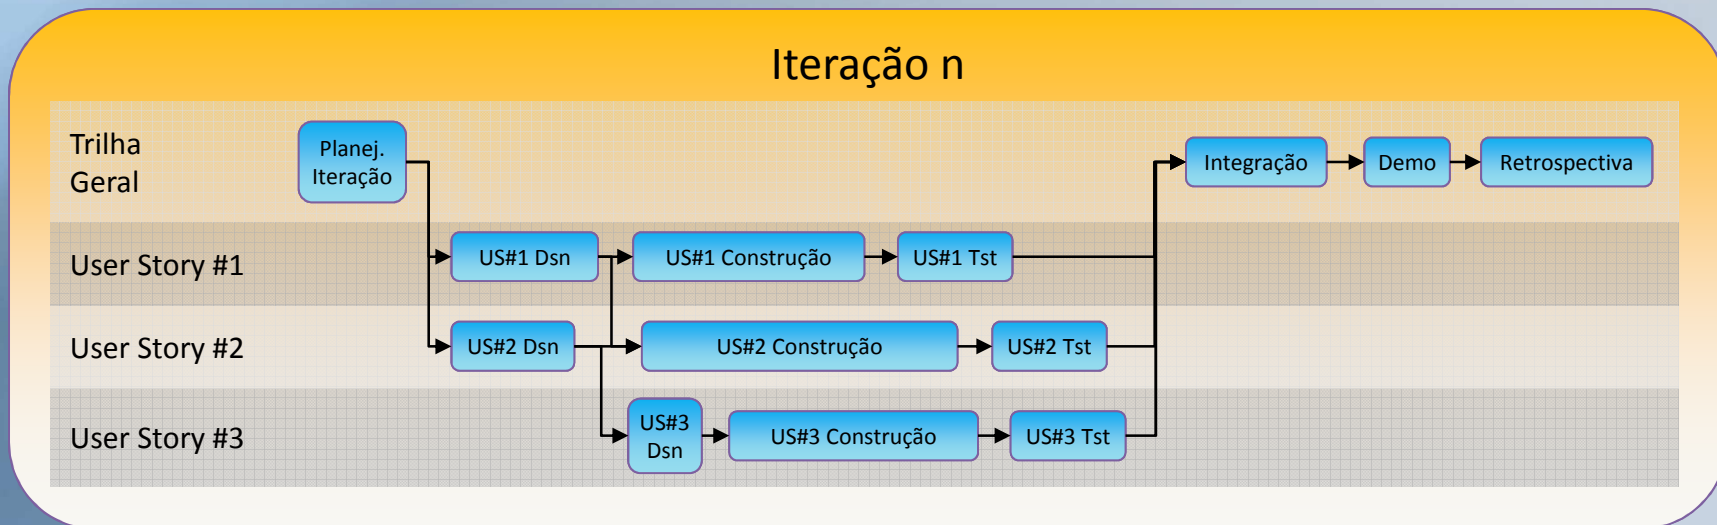 Iteração n
Trilha
Geral
Planej.
Iteração
Integração
Demo
Retrospectiva
User Story #1
US#1 Dsn
US#1 Construção
US#1 Tst
User Story #2
US#2 Dsn
US#2 Construção
US#2 Tst
User Story #3
US#3
Dsn
US#3 Construção
US#3 Tst